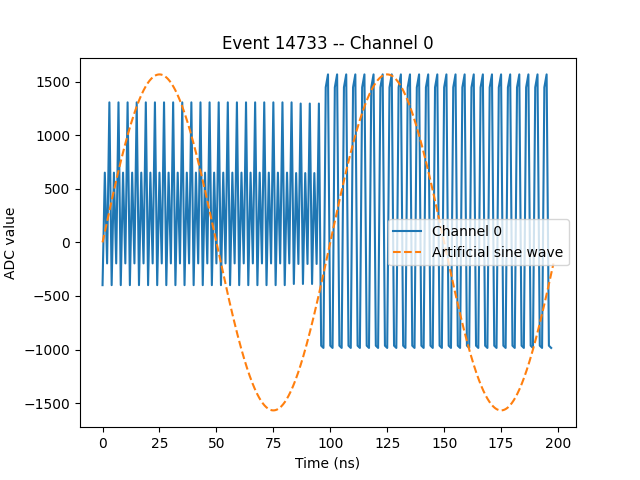 Event 14733 -- Channel 0
ADC value
1500
1000
500
0
−500
−1000
−1500
Channel 0
Artificial sine wave
0 25 50 75 100 125 150 175 200
Time (ns)